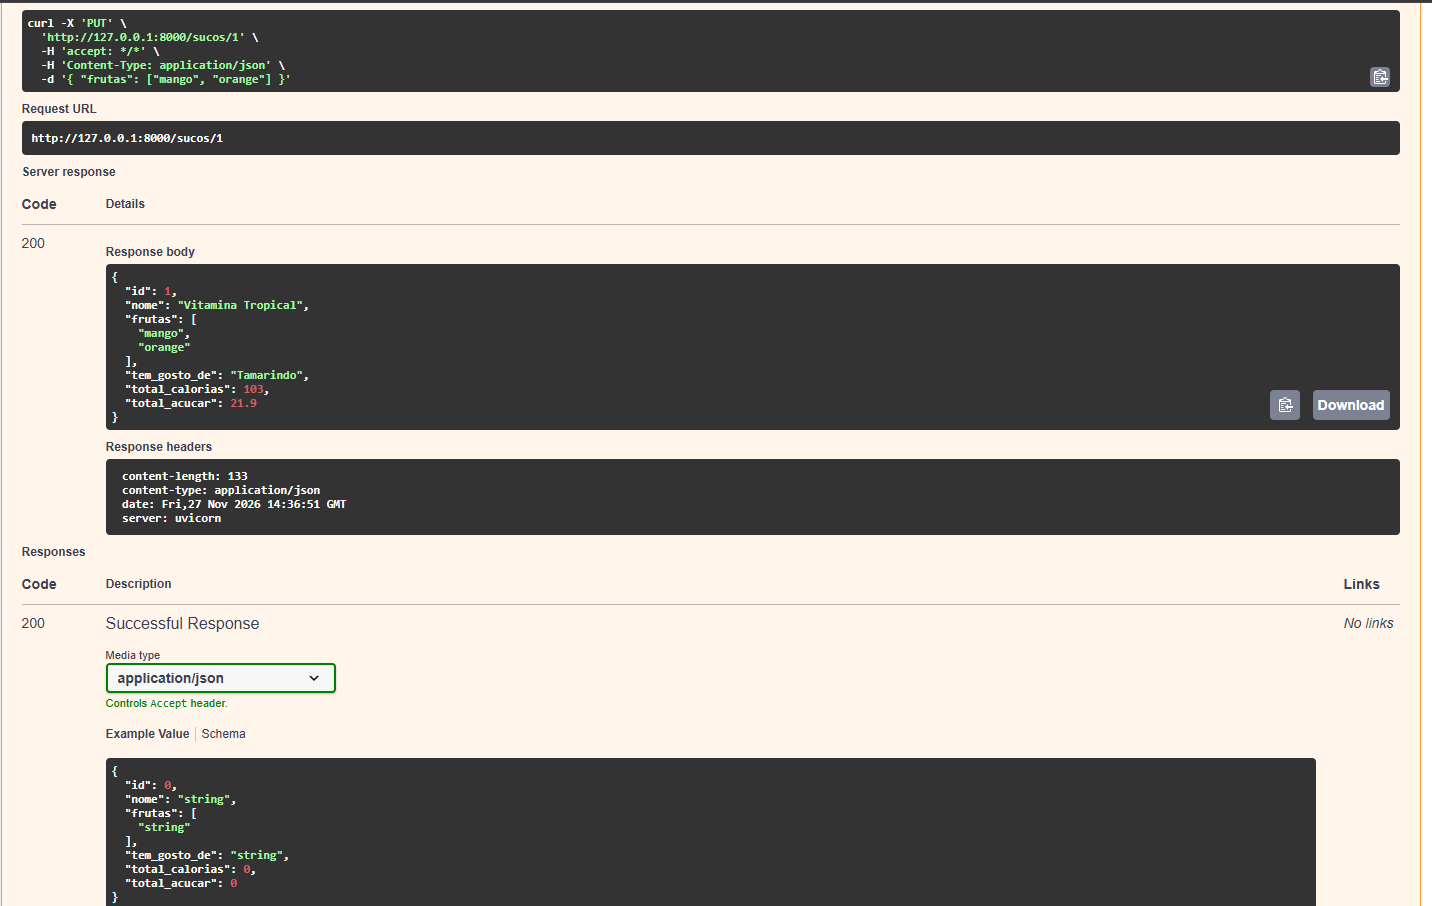 curl -X 'PUT' \
  'http://127.0.0.1:8000/sucos/1' \
  -H 'accept: */*' \
  -H 'Content-Type: application/json' \
  -d '{ "frutas": ["mango", "orange"] }'
Request URL
http://127.0.0.1:8000/sucos/1
Server response
Code Details
200
Response body
{
  "id": 1,
  "nome": "Vitamina Tropical",
  "frutas": [
    "mango",
    "orange"
  ],
  "tem_gosto_de": "Tamarindo",
  "total_calorias": 103,
  "total_acucar": 21.9
}
Download
Response headers
content-length: 133
content-type: application/json
date: Fri,27 Nov 2026 14:36:51 GMT
server: uvicorn
Responses
Code Description Links
200 Successful Response No links
Media type
application/json
Controls Accept header.
Example Value Schema
{
  "id": 0,
  "nome": "string",
  "frutas": [
    "string"
  ],
  "tem_gosto_de": "string",
  "total_calorias": 0,
  "total_acucar": 0
}